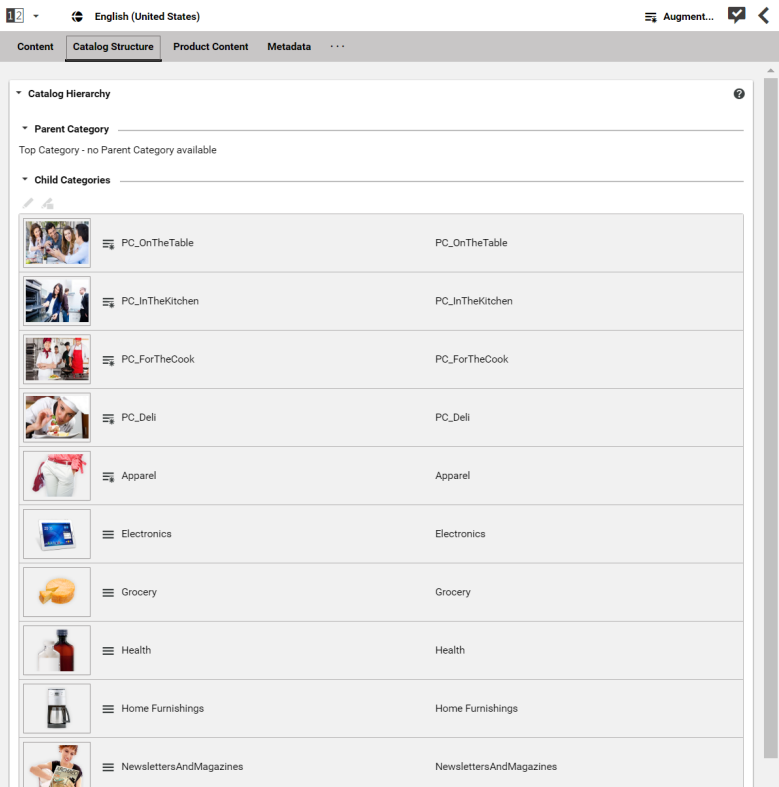 12 English (United States) Augment...
Content Catalog Structure Product Content Metadata ...
Catalog Hierarchy
Parent Category
Top Category - no Parent Category available
Child Categories
PC_OnTheTable PC_OnTheTable
PC_InTheKitchen PC_InTheKitchen
PC_ForTheCook PC_ForTheCook
PC_Deli PC_Deli
Apparel Apparel
Electronics Electronics
Grocery Grocery
Health Health
Home Furnishings Home Furnishings
NewslettersAndMagazines NewslettersAndMagazines